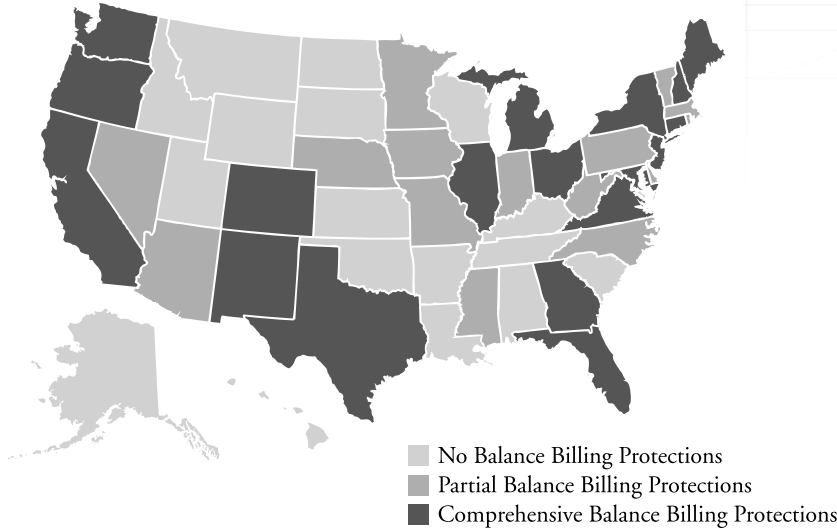 No Balance Billing Protections
Partial Balance Billing Protections
Comprehensive Balance Billing Protections